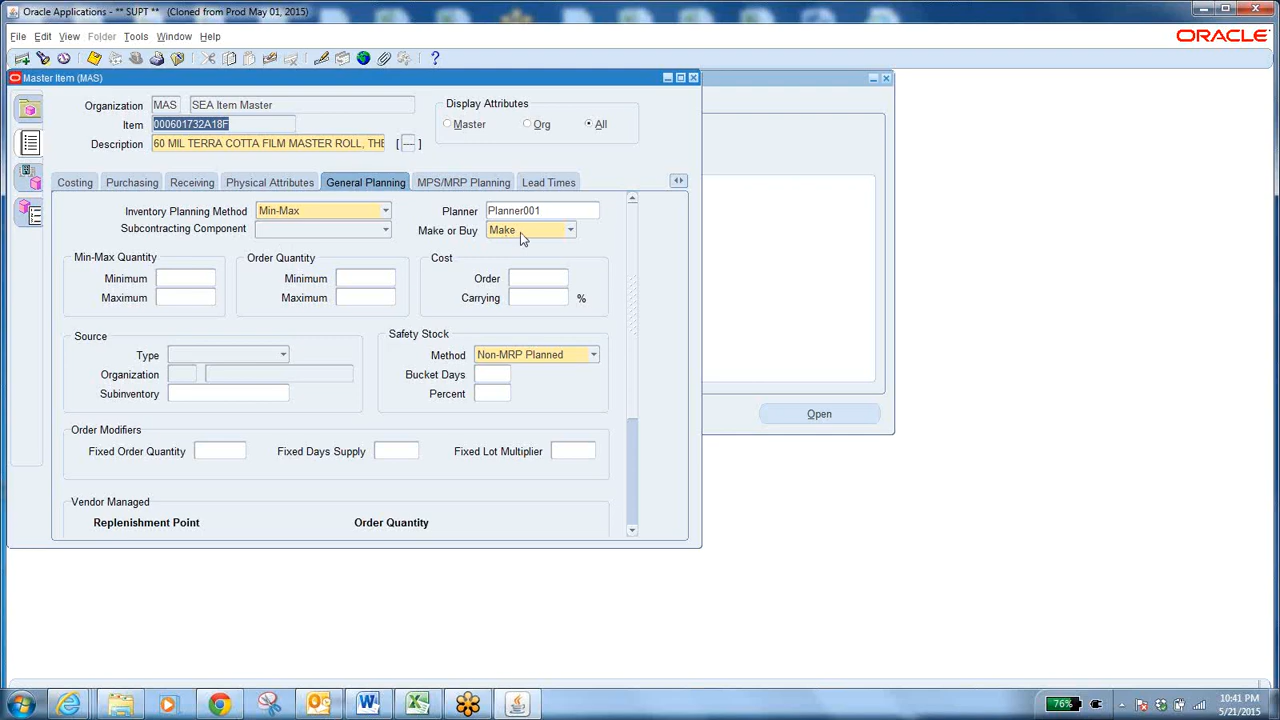 Oracle Applications - ** SUPT ** (Cloned from Prod May 01, 2015)
File Edit View Folder Tools Window Help
ORACLE
Master Item (MAS)
Organization MAS SEA Item Master
Item 000601732A18F
Description 60 MIL TERRA COTTA FILM MASTER ROLL, THE [ ---- ]
Display Attributes
Master Org All
Costing Purchasing Receiving Physical Attributes General Planning MPS/MRP Planning Lead Times
Inventory Planning Method Min-Max Planner Planner001
Subcontracting Component Make or Buy Make
Min-Max Quantity Order Quantity Cost
Minimum Minimum Order
Maximum Maximum Carrying %
Source Safety Stock
Type Method Non-MRP Planned
Organization Bucket Days
Subinventory Percent
Order Modifiers
Fixed Order Quantity Fixed Days Supply Fixed Lot Multiplier
Vendor Managed
Replenishment Point Order Quantity
Open
76% 10:41 PM
5/21/2015